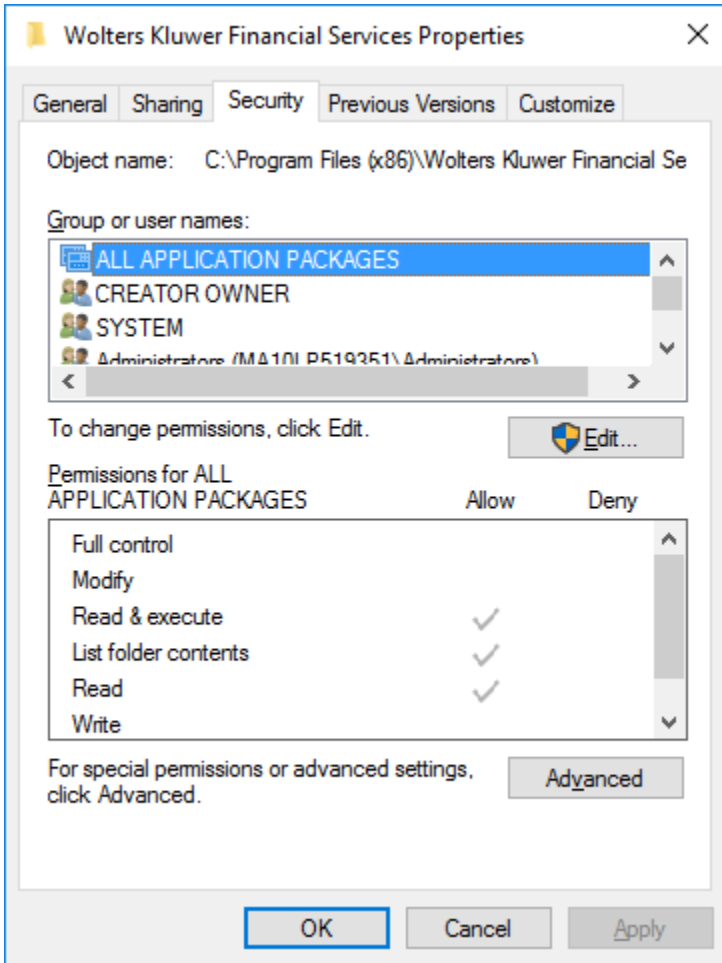 Wolters Kluwer Financial Services Properties
General Sharing Security Previous Versions Customize
Object name: C:\Program Files (x86)\Wolters Kluwer Financial Se
Group or user names:
ALL APPLICATION PACKAGES
CREATOR OWNER
SYSTEM
Administrators (MA10LP519351\Administrators)
To change permissions, click Edit.
Edit...
Permissions for ALL
APPLICATION PACKAGES Allow Deny
Full control
Modify
Read & execute
List folder contents
Read
Write
For special permissions or advanced settings,
click Advanced.
Advanced
OK Cancel Apply